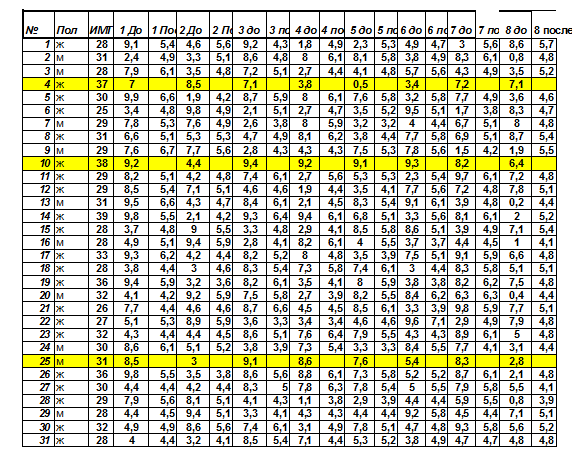 № Пол ИМТ 1 До 1 Пос 2 До 2 По 3 до 3 по 4 до 4 по 5 до 5 по 6 до 6 по 7 до 7 по 8 до 8 после
1 ж 28 9,1 5,4 4,6 5,6 9,2 4,3 1,8 4,9 2,3 5,3 4,9 4,7 3 5,6 8,6 5,7
2 м 31 2,4 4,9 3,3 5,1 8,6 4,8 8 6,1 8,1 5,8 3,8 4,9 8,3 6,1 0,8 4,8
3 м 28 7,9 6,1 3,5 4,8 7,2 5,1 2,7 4,4 4,1 4,8 5,7 5,6 4,3 4,9 3,5 5,2
4 ж 37 7 8,5 7,1 3,8 0,5 3,4 7,2 7,1
5 ж 30 9,9 6,6 1,9 4,2 8,7 5,9 8 6,1 7,6 5,8 3,2 5,8 7,7 4,9 3,6 4,6
6 ж 25 3,4 4,8 9,8 4,9 2,1 5,1 2,7 4,7 3,5 5,2 9,5 5,1 1,7 3,8 8,3 4,7
7 м 29 7,8 5,3 7,6 4,9 2,6 3,8 8 5,9 3,2 3,2 4 4,4 6,7 5,1 8 4,8
8 ж 31 6,6 5,1 5,3 5,3 4,7 4,9 8,1 6,2 3,8 4,4 7,7 5,8 6,9 5,1 8,7 5,4
9 м 29 7,6 6,7 7,7 5,6 2,8 4,3 4,3 4,3 7,5 5,3 7,8 5,6 1,5 4,2 1,9 5,5
10 ж 38 9,2 4,4 9,4 9,2 9,1 9,3 8,2 6,4
11 ж 29 8,2 5,1 4,2 4,8 7,4 6,1 2,7 5,6 5,3 5,3 2,3 5,4 9,7 6,1 7,2 4,8
12 ж 29 8,5 5,4 7,1 5,1 4,6 4,6 1,9 4,4 3,5 4,1 7,7 5,6 7,2 4,8 7,8 5,1
13 м 31 9,5 6,6 4,3 4,7 8,4 6,1 2,1 4,5 8,3 5,4 9,1 6,1 3,9 4,8 0,2 4,4
14 ж 39 9,8 5,5 2,1 4,2 9,3 6,4 9,4 6,1 6,8 5,1 3,3 5,6 8,1 6,1 2 5,2
15 м 28 3,7 4,8 9 5,5 3,3 4,8 2,9 4,1 8,5 5,8 8,6 5,1 3,9 4,9 7,1 5,4
16 м 28 4,9 5,1 9,4 5,9 2,8 4,1 8,2 6,1 4 5,5 3,7 3,7 4,4 4,5 1 4,1
17 ж 33 9,3 6,2 4,2 4,4 8,2 5,2 8 4,8 3,5 3,9 7,5 5,1 9,1 5,9 6,6 4,8
18 ж 28 3,8 4,4 3 4,6 8,3 5,4 7,3 5,8 7,4 6,1 3 4,4 8,3 5,8 5,1 5,1
19 ж 36 9,4 5,9 3,2 3,6 8,2 6,1 3,5 4,1 8 5,9 3,8 3,8 8,2 6,2 7,5 4,8
20 м 32 4,1 4,2 9,2 5,9 7,5 5,8 2,7 3,9 8,2 5,5 8,4 6,2 6,3 6,3 0,4 4,4
21 ж 26 7,7 4,4 4,6 4,6 8,7 6,6 4,5 4,5 8,5 6,1 3,3 3,9 9,8 5,9 7,7 5,1
22 ж 27 5,1 5,3 8,9 5,9 3,6 3,3 3,4 3,4 4,6 4,6 9,6 7,1 2,9 4,9 7,9 4,8
23 ж 32 4,3 4,4 4,4 4,5 8,6 5,1 7,6 6,4 7,9 5,5 4,3 4,3 8,9 6,1 5 4,8
24 м 30 8,6 6,1 5,1 5,2 3,8 3,9 7,3 5,4 3,3 3,3 8,4 5,5 7,7 4,1 3,1 4,4
25 м 31 8,5 3 9,1 8,6 7,6 5,4 8,3 2,8
26 ж 36 9,8 5,5 3,5 3,8 8,6 5,6 8,8 6,1 7,3 5,8 5,2 5,2 8,7 6,1 2,1 4,8
27 ж 30 4,4 4,4 4,2 4,4 8,3 5 7,8 6,3 7,8 5,4 5 5,5 7,9 5,8 5,5 4,1
28 ж 29 7,9 5,6 8,1 5,1 4,1 4,3 1,1 3,8 2,9 3,9 4,4 4,4 5,9 5,5 0,8 3,9
29 м 28 4,4 4,5 9,4 5,1 3,3 4,1 4,3 4,3 4,4 4,4 9,2 5,8 4,5 4,4 7,1 5,1
30 м 32 4,9 4,9 8,6 5,6 7,4 6,1 3,1 4,9 7,8 5,1 4,7 4,8 9,3 5,8 5,6 5,2
31 ж 28 4 4,4 3,2 4,1 8,5 5,4 7,1 4,4 5,3 5,2 3,8 4,9 4,7 4,7 4,8 4,8